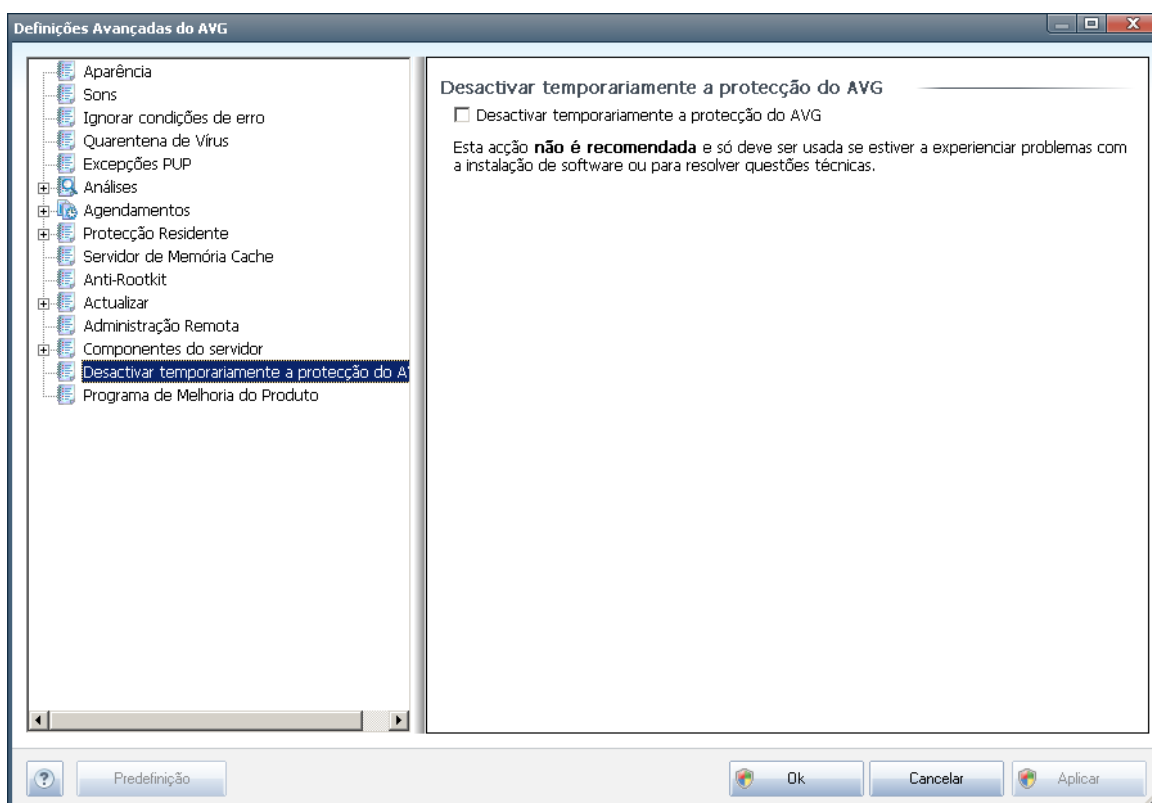 Definições Avançadas do AVG
Aparência
Sons
Ignorar condições de erro
Quarentena de Vírus
Excepções PUP
Análises
Agendamentos
Protecção Residente
Servidor de Memória Cache
Anti-Rootkit
Actualizar
Administração Remota
Componentes do servidor
Desactivar temporariamente a protecção do A
Programa de Melhoria do Produto
Desactivar temporariamente a protecção do AVG
Desactivar temporariamente a protecção do AVG
Esta acção não é recomendada e só deve ser usada se estiver a experienciar problemas com
a instalação de software ou para resolver questões técnicas.
Predefinição
Ok
Cancelar
Aplicar